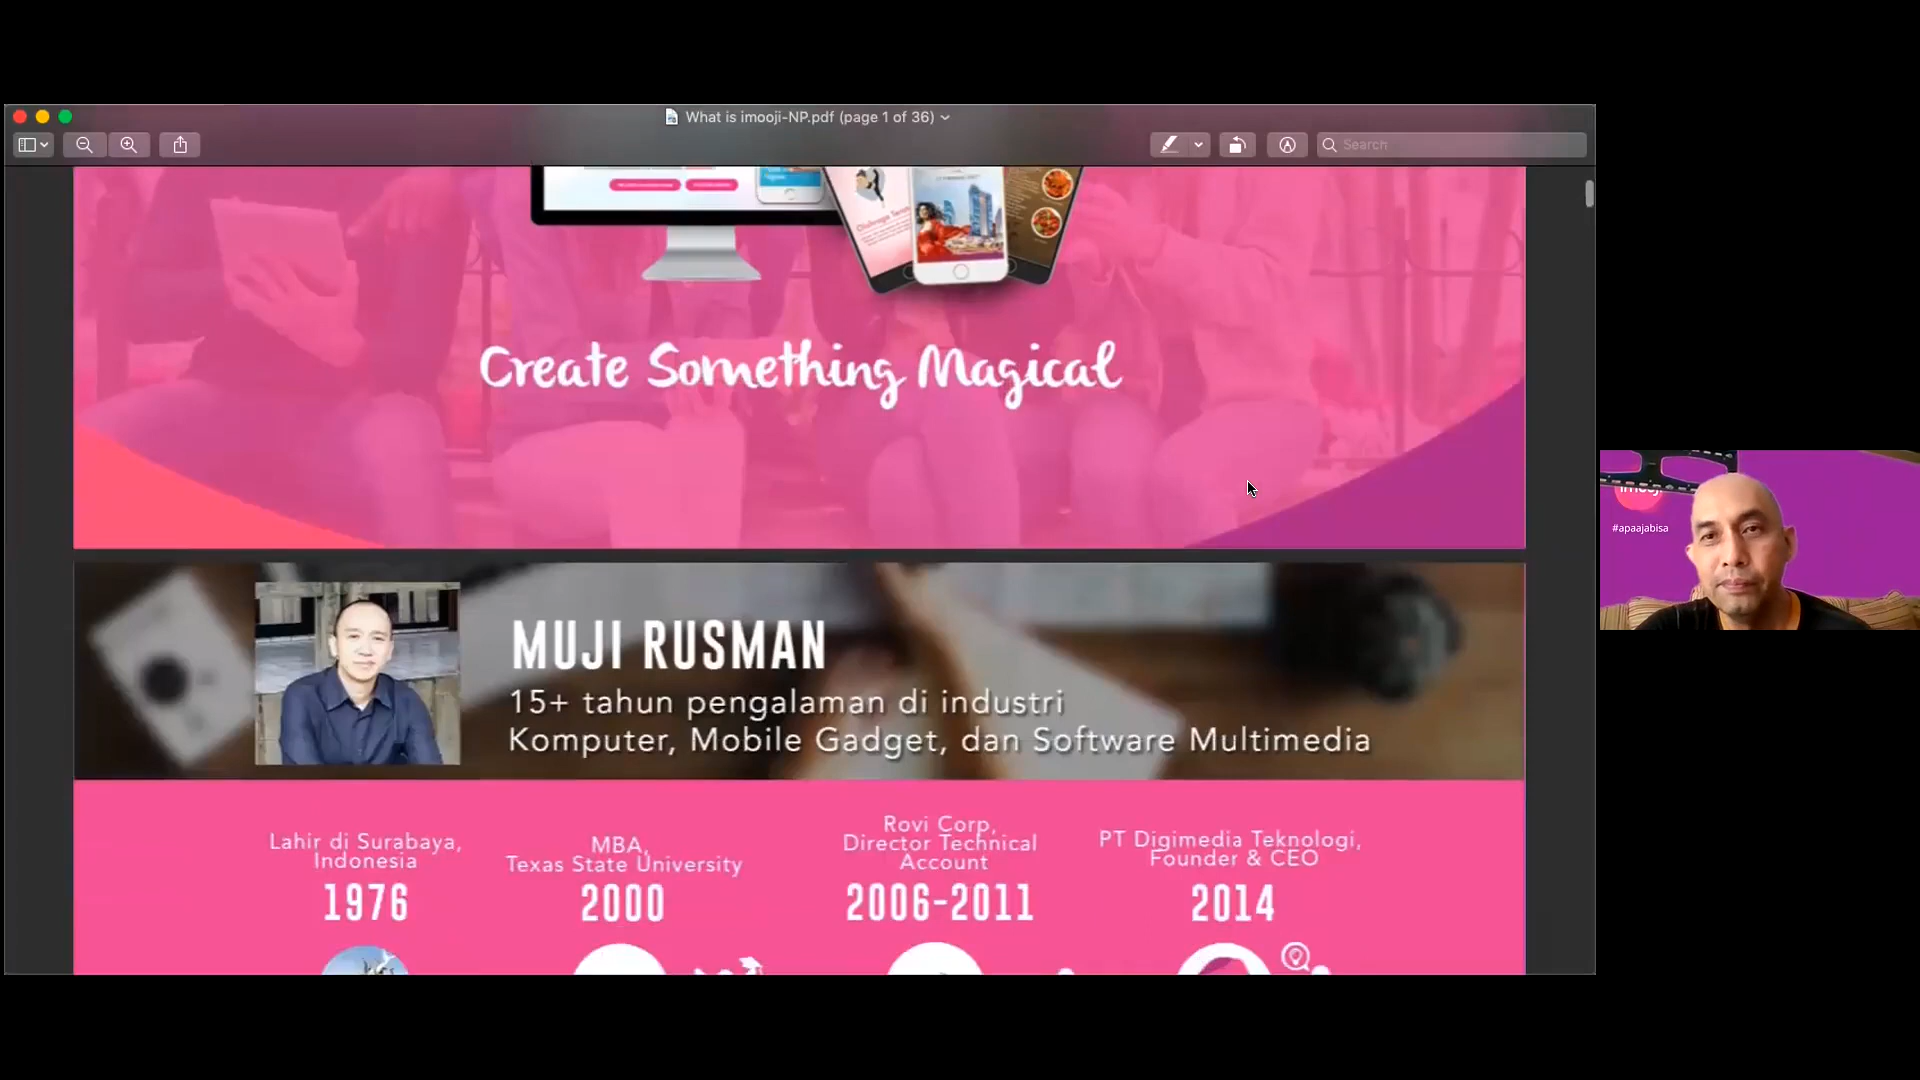 What is imooji-NP.pdf (page 1 of 36)
Search
Create Something Magical
#apaajabisa
MUJI RUSMAN
15+ tahun pengalaman di industri
Komputer, Mobile Gadget, dan Software Multimedia
Lahir di Surabaya,
Indonesia
1976
MBA,
Texas State University
2000
Rovi Corp,
Director Technical
Account
2006-2011
PT Digimedia Teknologi,
Founder & CEO
2014